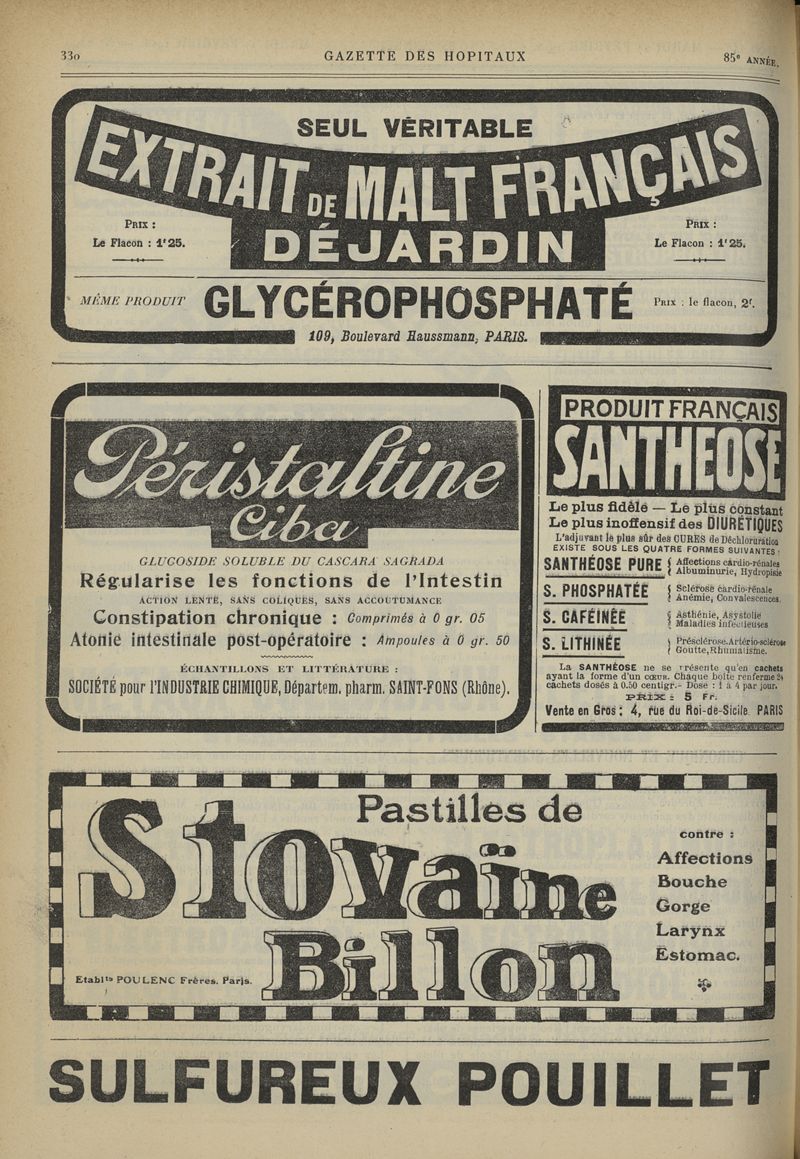 330 GAZETTE DES HOPITAUX 85e ANNÉE.
SEUL VÉRITABLE
EXTRAIT DE MALT FRANÇAIS
DÉJARDIN
PRIX :
Le Flacon : 1f25.
PRIX :
Le Flacon : 1f25.
MÊME PRODUIT GLYCÉROPHOSPHATÉ PRIX : le flacon, 2f.
109, Boulevard Haussmann, PARIS.
Péristaltine
Ciba
GLUCOSIDE SOLUBLE DU CASCARA SAGRADA
Régularise les fonctions de l'Intestin
ACTION LENTE, SANS COLIQUES, SANS ACCOUTUMANCE
Constipation chronique : Comprimés à 0 gr. 05
Atonie intestinale post-opératoire : Ampoules à 0 gr. 50
ÉCHANTILLONS ET LITTÉRATURE :
SOCIÉTÉ pour l'INDUSTRIE CHIMIQUE, Départem. pharm. SAINT-FONS (Rhône).
PRODUIT FRANÇAIS
SANTHEOSE
Le plus fidèle — Le plus constant
Le plus inoffensif des DIURÉTIQUES
L'adjuvant le plus sûr des CURES de Déchloruration
EXISTE SOUS LES QUATRE FORMES SUIVANTES :
SANTHÉOSE PURE { Affections cardio-rénales
Albuminurie, Hydropisie
S. PHOSPHATÉE { Sclérose cardio-rénale
Anémie, Convalescences.
S. CAFÉINÉE { Asthénie, Asystolie
Maladies infectieuses
S. LITHINÉE { Présclérose, Artério-sclérose
Goutte, Rhumatisme.
La SANTHÉOSE ne se présente qu'en cachets
ayant la forme d'un cœur. Chaque boîte renferme 24
cachets dosés à 0.50 centigr. - Dose : 1 à 4 par jour.
PRIX : 5 Fr.
Vente en Gros : 4, rue du Roi-de-Sicile. PARIS
Pastilles de
Stovaïne
Billon
contre :
Affections
Bouche
Gorge
Larynx
Estomac.
Etablts POULENC Frères. Paris.
SULFUREUX POUILLET